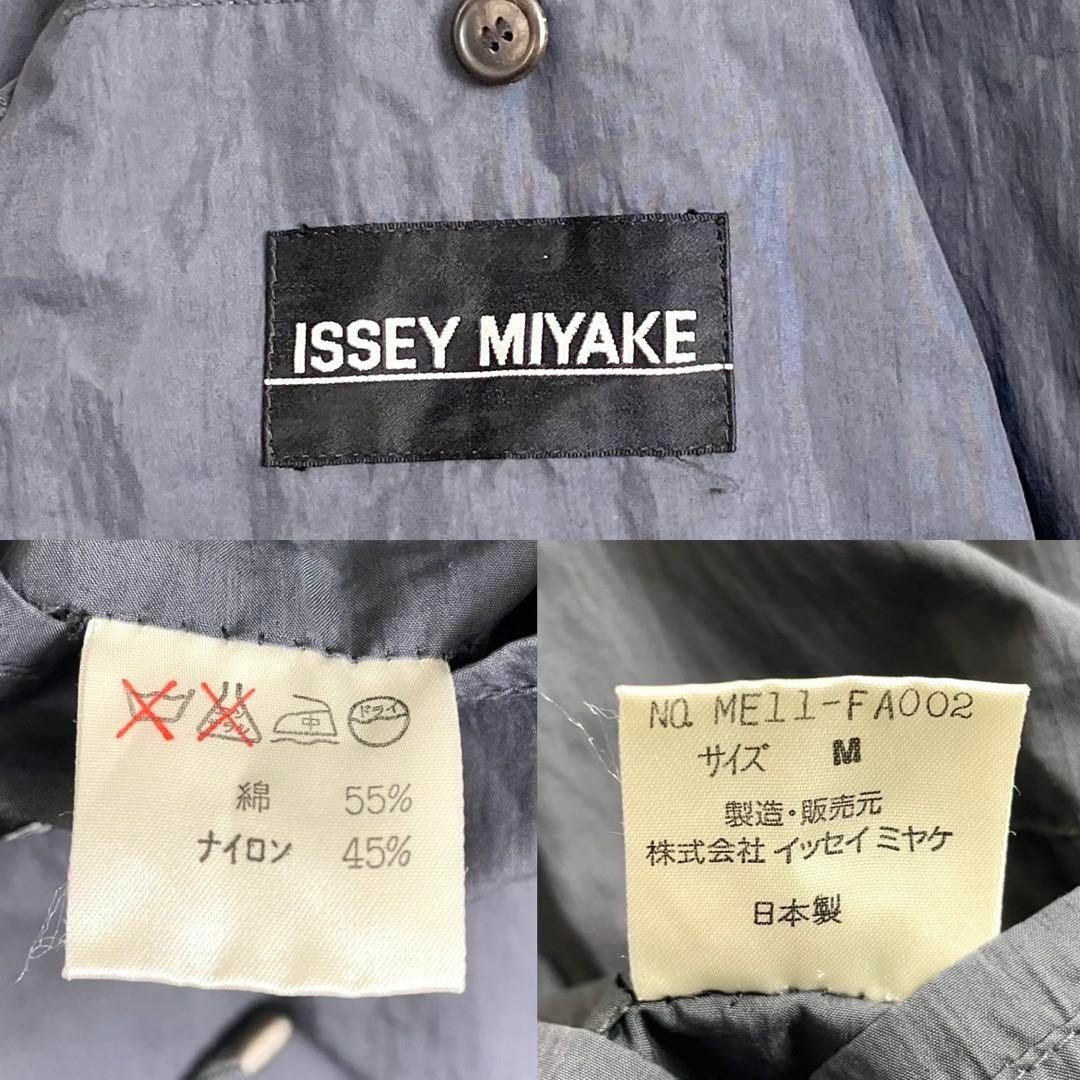 ISSEY MIYAKE
中 ドライ
綿 55%
ナイロン 45%
NO. ME11-FA002
サイズ M
製造・販売元
株式会社 イッセイ ミヤケ
日本製